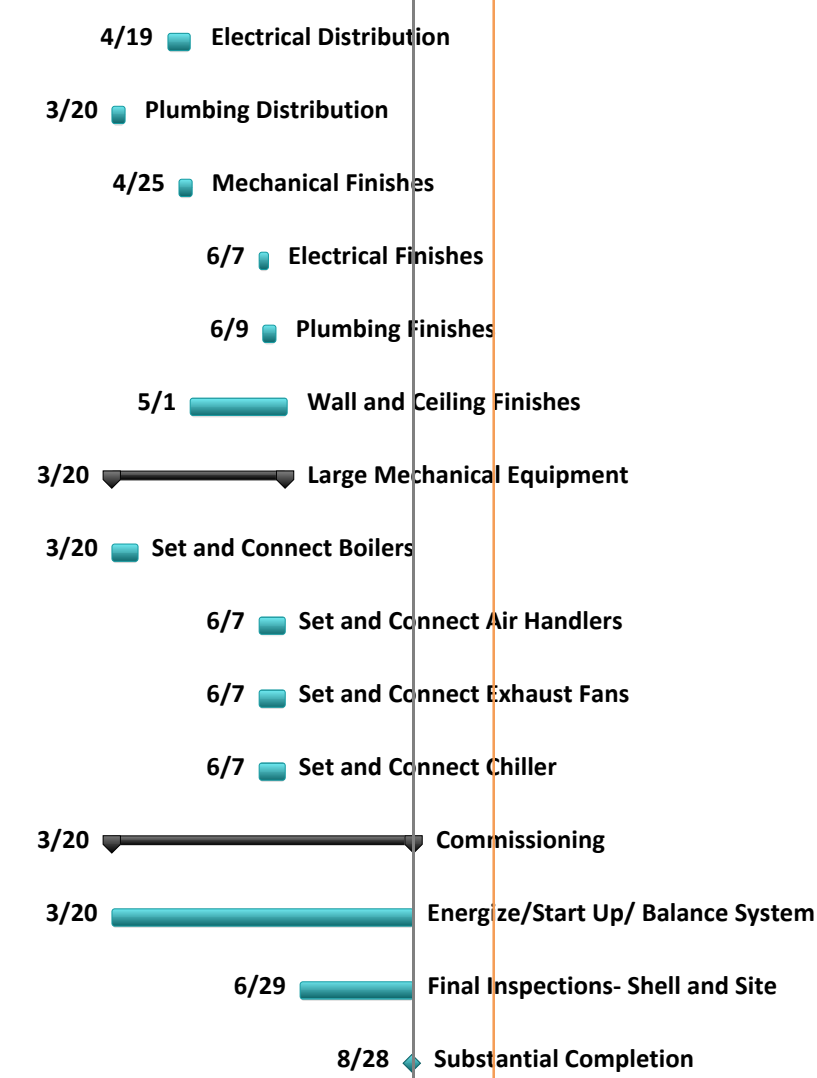 4/19 Electrical Distribution
3/20 Plumbing Distribution
4/25 Mechanical Finishes
6/7 Electrical Finishes
6/9 Plumbing Finishes
5/1 Wall and Ceiling Finishes
3/20 Large Mechanical Equipment
3/20 Set and Connect Boilers
6/7 Set and Connect Air Handlers
6/7 Set and Connect Exhaust Fans
6/7 Set and Connect Chiller
3/20 Commissioning
3/20 Energize/Start Up/ Balance System
6/29 Final Inspections- Shell and Site
8/28 Substantial Completion